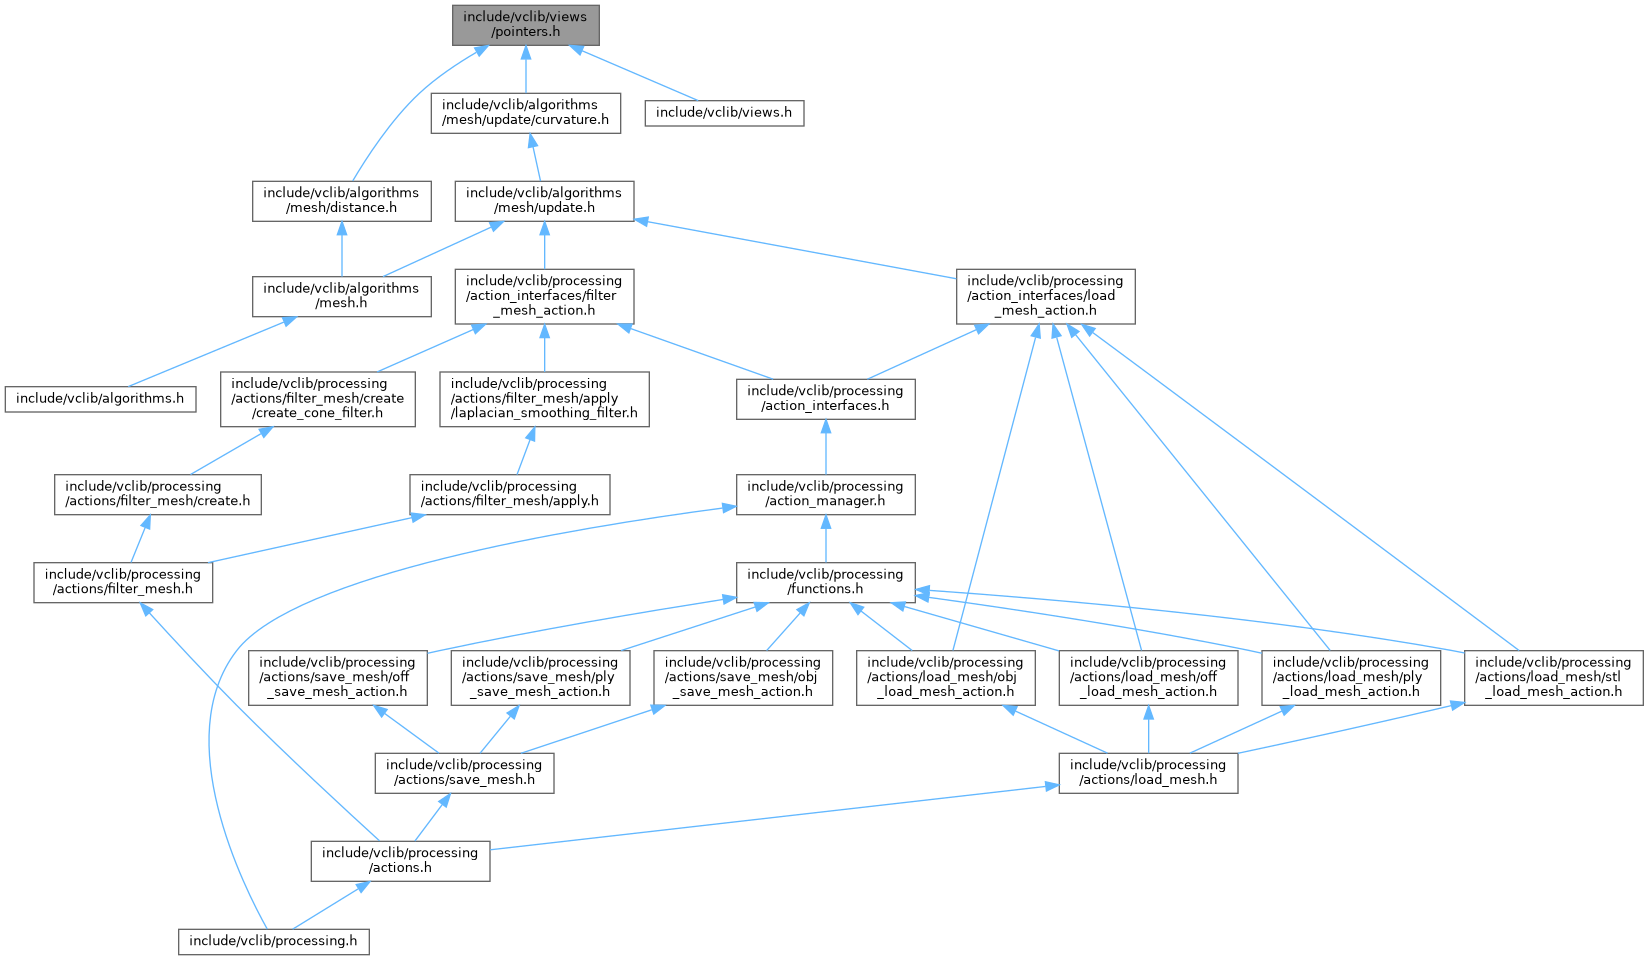 include/vclib/views
/pointers.h
include/vclib/algorithms
/mesh/update/curvature.h
include/vclib/views.h
include/vclib/algorithms
/mesh/distance.h
include/vclib/algorithms
/mesh/update.h
include/vclib/algorithms
/mesh.h
include/vclib/processing
/action_interfaces/filter
_mesh_action.h
include/vclib/processing
/action_interfaces/load
_mesh_action.h
include/vclib/algorithms.h
include/vclib/processing
/actions/filter_mesh/create
/create_cone_filter.h
include/vclib/processing
/actions/filter_mesh/apply
/laplacian_smoothing_filter.h
include/vclib/processing
/action_interfaces.h
include/vclib/processing
/actions/filter_mesh/create.h
include/vclib/processing
/actions/filter_mesh/apply.h
include/vclib/processing
/action_manager.h
include/vclib/processing
/actions/filter_mesh.h
include/vclib/processing
/functions.h
include/vclib/processing
/actions/save_mesh/off
_save_mesh_action.h
include/vclib/processing
/actions/save_mesh/ply
_save_mesh_action.h
include/vclib/processing
/actions/save_mesh/obj
_save_mesh_action.h
include/vclib/processing
/actions/load_mesh/obj
_load_mesh_action.h
include/vclib/processing
/actions/load_mesh/off
_load_mesh_action.h
include/vclib/processing
/actions/load_mesh/ply
_load_mesh_action.h
include/vclib/processing
/actions/load_mesh/stl
_load_mesh_action.h
include/vclib/processing
/actions/save_mesh.h
include/vclib/processing
/actions/load_mesh.h
include/vclib/processing
/actions.h
include/vclib/processing.h